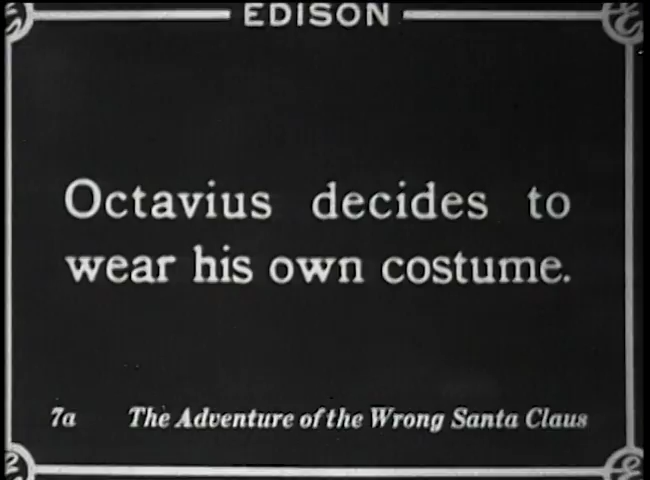 EDISON
Octavius decides to
wear his own costume.
7a The Adventure of the Wrong Santa Claus